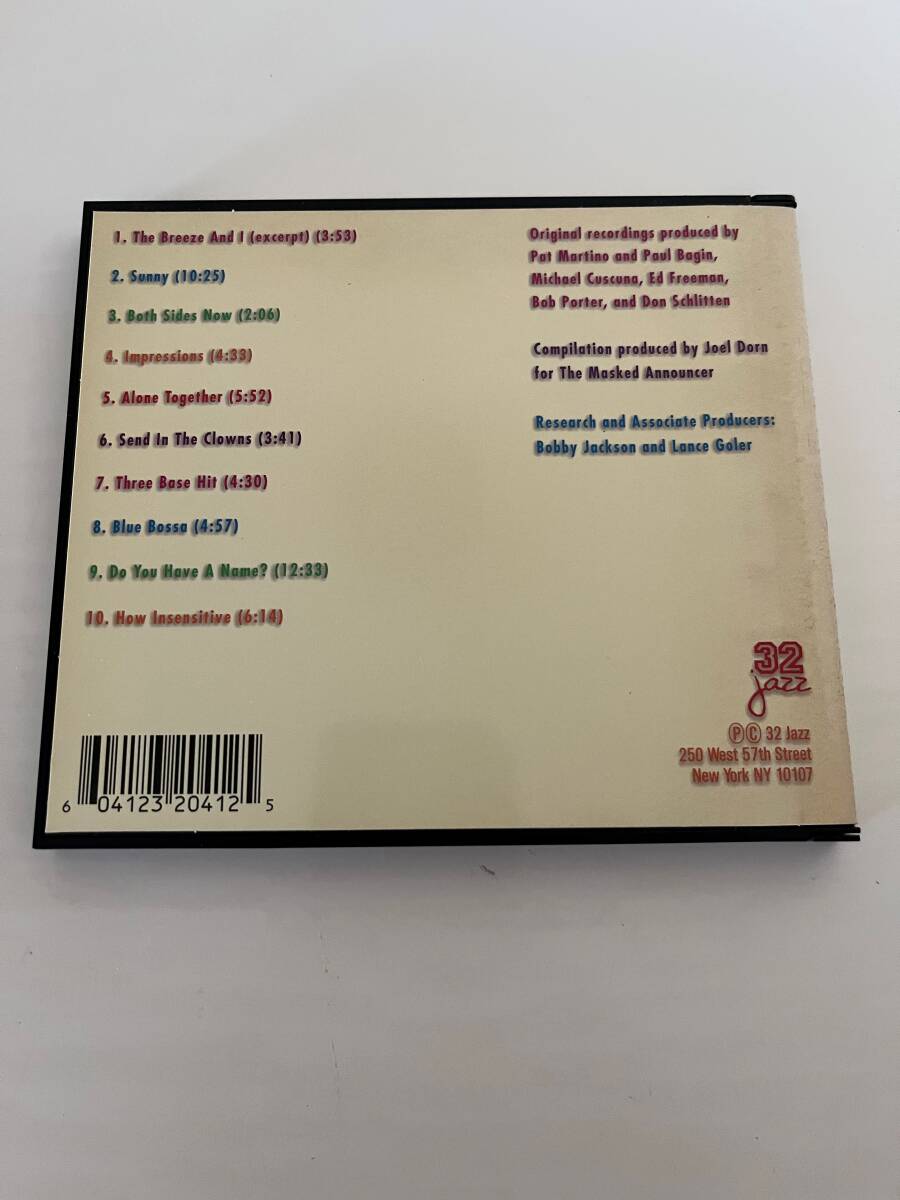 1. The Breeze And I (excerpt) (3:53)
2. Sunny (10:25)
3. Both Sides Now (2:06)
4. Impressions (4:33)
5. Alone Together (5:52)
6. Send In The Clowns (3:41)
7. Three Base Hit (4:30)
8. Blue Bossa (4:57)
9. Do You Have A Name? (12:33)
10. How Insensitive (6:14)
Original recordings produced by
Pat Martino and Paul Bagin,
Michael Cuscuna, Ed Freeman,
Bob Porter, and Don Schlitten
Compilation produced by Joel Dorn
for The Masked Announcer
Research and Associate Producers:
Bobby Jackson and Lance Goler
32
jazz
ⓅⒸ 32 Jazz
250 West 57th Street
New York NY 10107
6 04123 20412 5